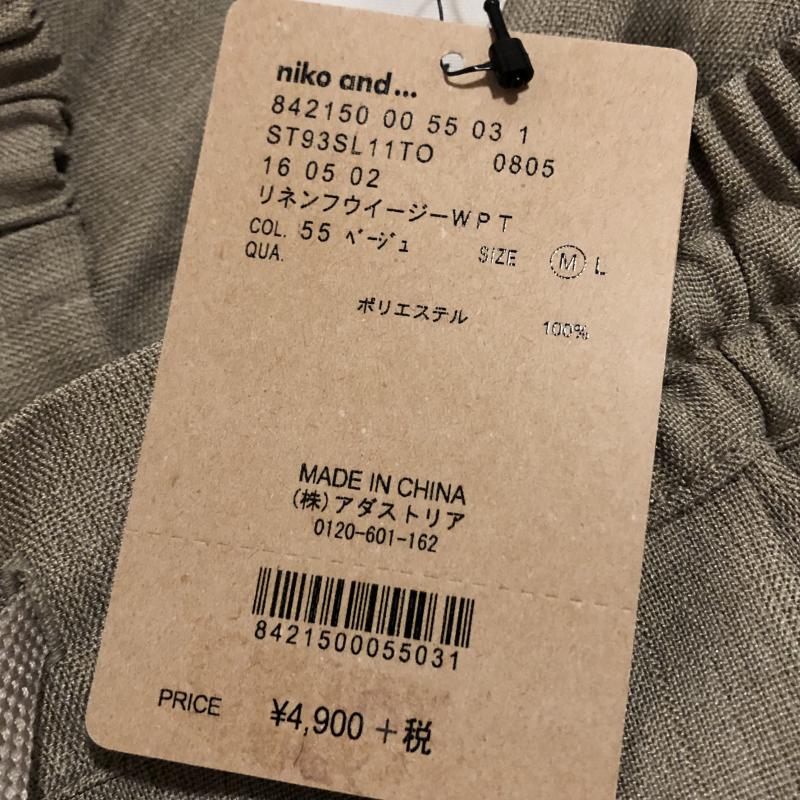 niko and...
842150 00 55 03 1
ST93SL11TO 0805
16 05 02
リネンフウイージーWPT
COL. 55 ﾍﾞｰｼﾞｭ SIZE M L
QUA.
ポリエステル 100%
MADE IN CHINA
(株)アダストリア
0120-601-162
8421500055031
PRICE ¥4,900 +税